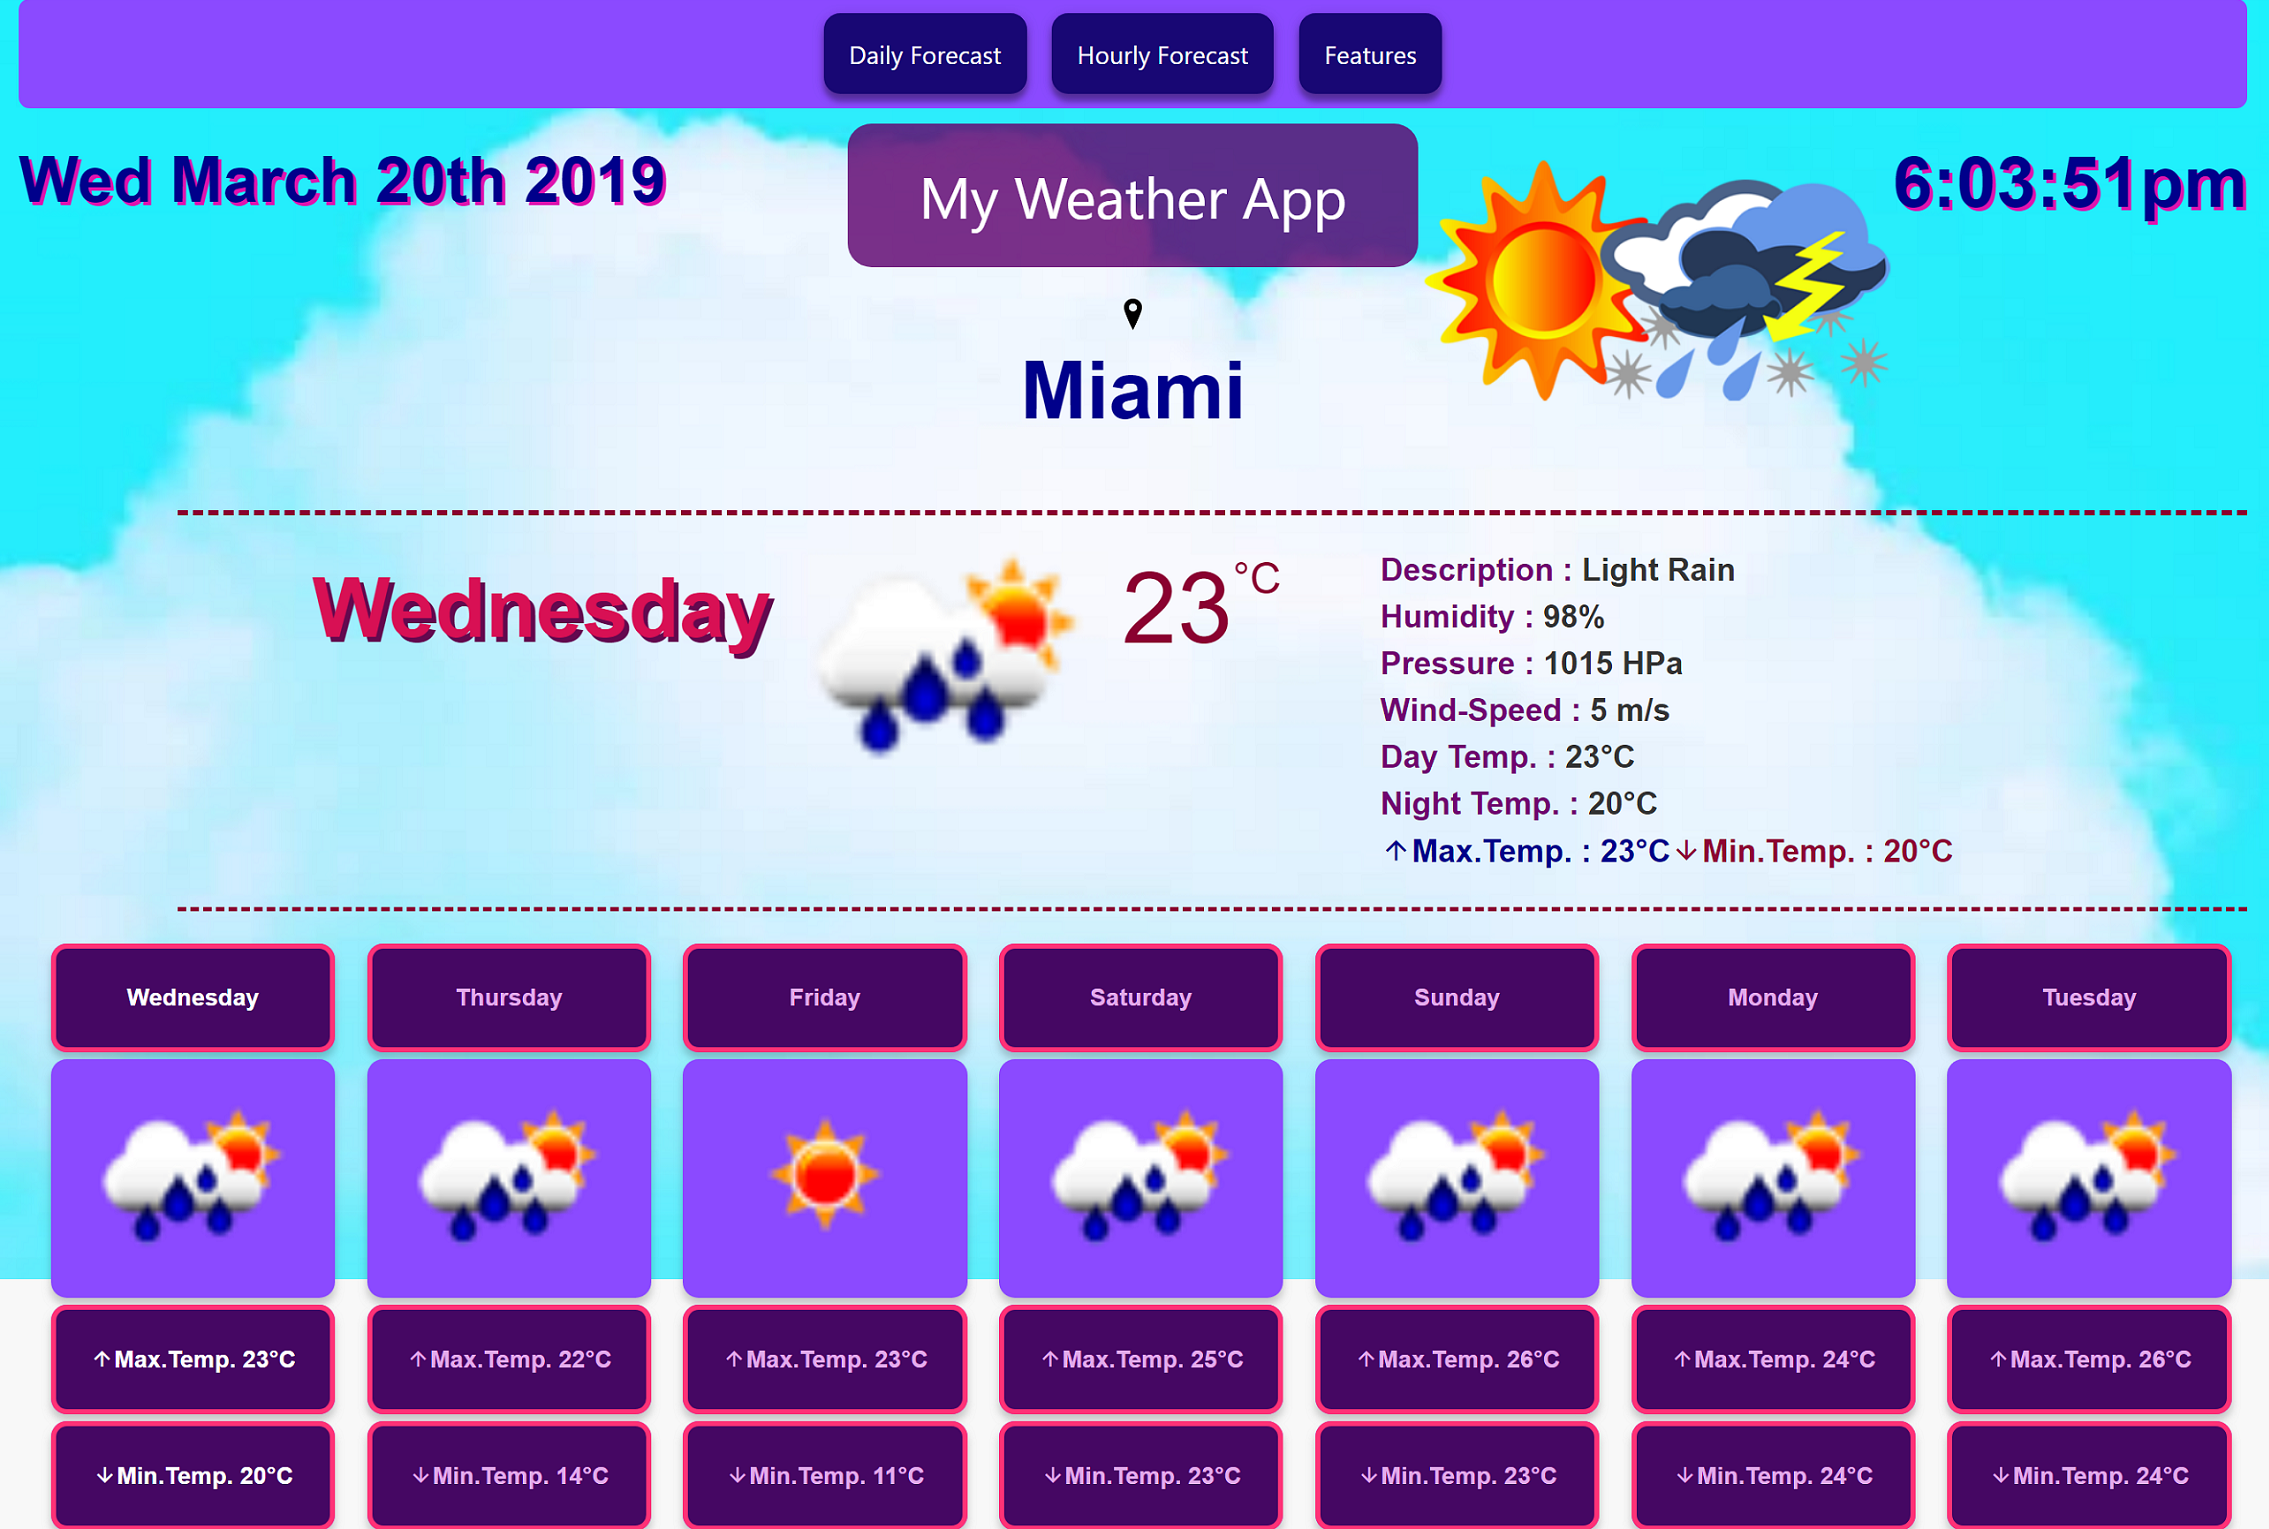 Daily Forecast Hourly Forecast Features
Wed March 20th 2019
My Weather App
6:03:51pm
Miami
Wednesday
23°C
Description : Light Rain
Humidity : 98%
Pressure : 1015 HPa
Wind-Speed : 5 m/s
Day Temp. : 23°C
Night Temp. : 20°C
↑Max.Temp. : 23°C↓Min.Temp. : 20°C
Wednesday Thursday Friday Saturday Sunday Monday Tuesday
↑Max.Temp. 23°C ↑Max.Temp. 22°C ↑Max.Temp. 23°C ↑Max.Temp. 25°C ↑Max.Temp. 26°C ↑Max.Temp. 24°C ↑Max.Temp. 26°C
↓Min.Temp. 20°C ↓Min.Temp. 14°C ↓Min.Temp. 11°C ↓Min.Temp. 23°C ↓Min.Temp. 23°C ↓Min.Temp. 24°C ↓Min.Temp. 24°C